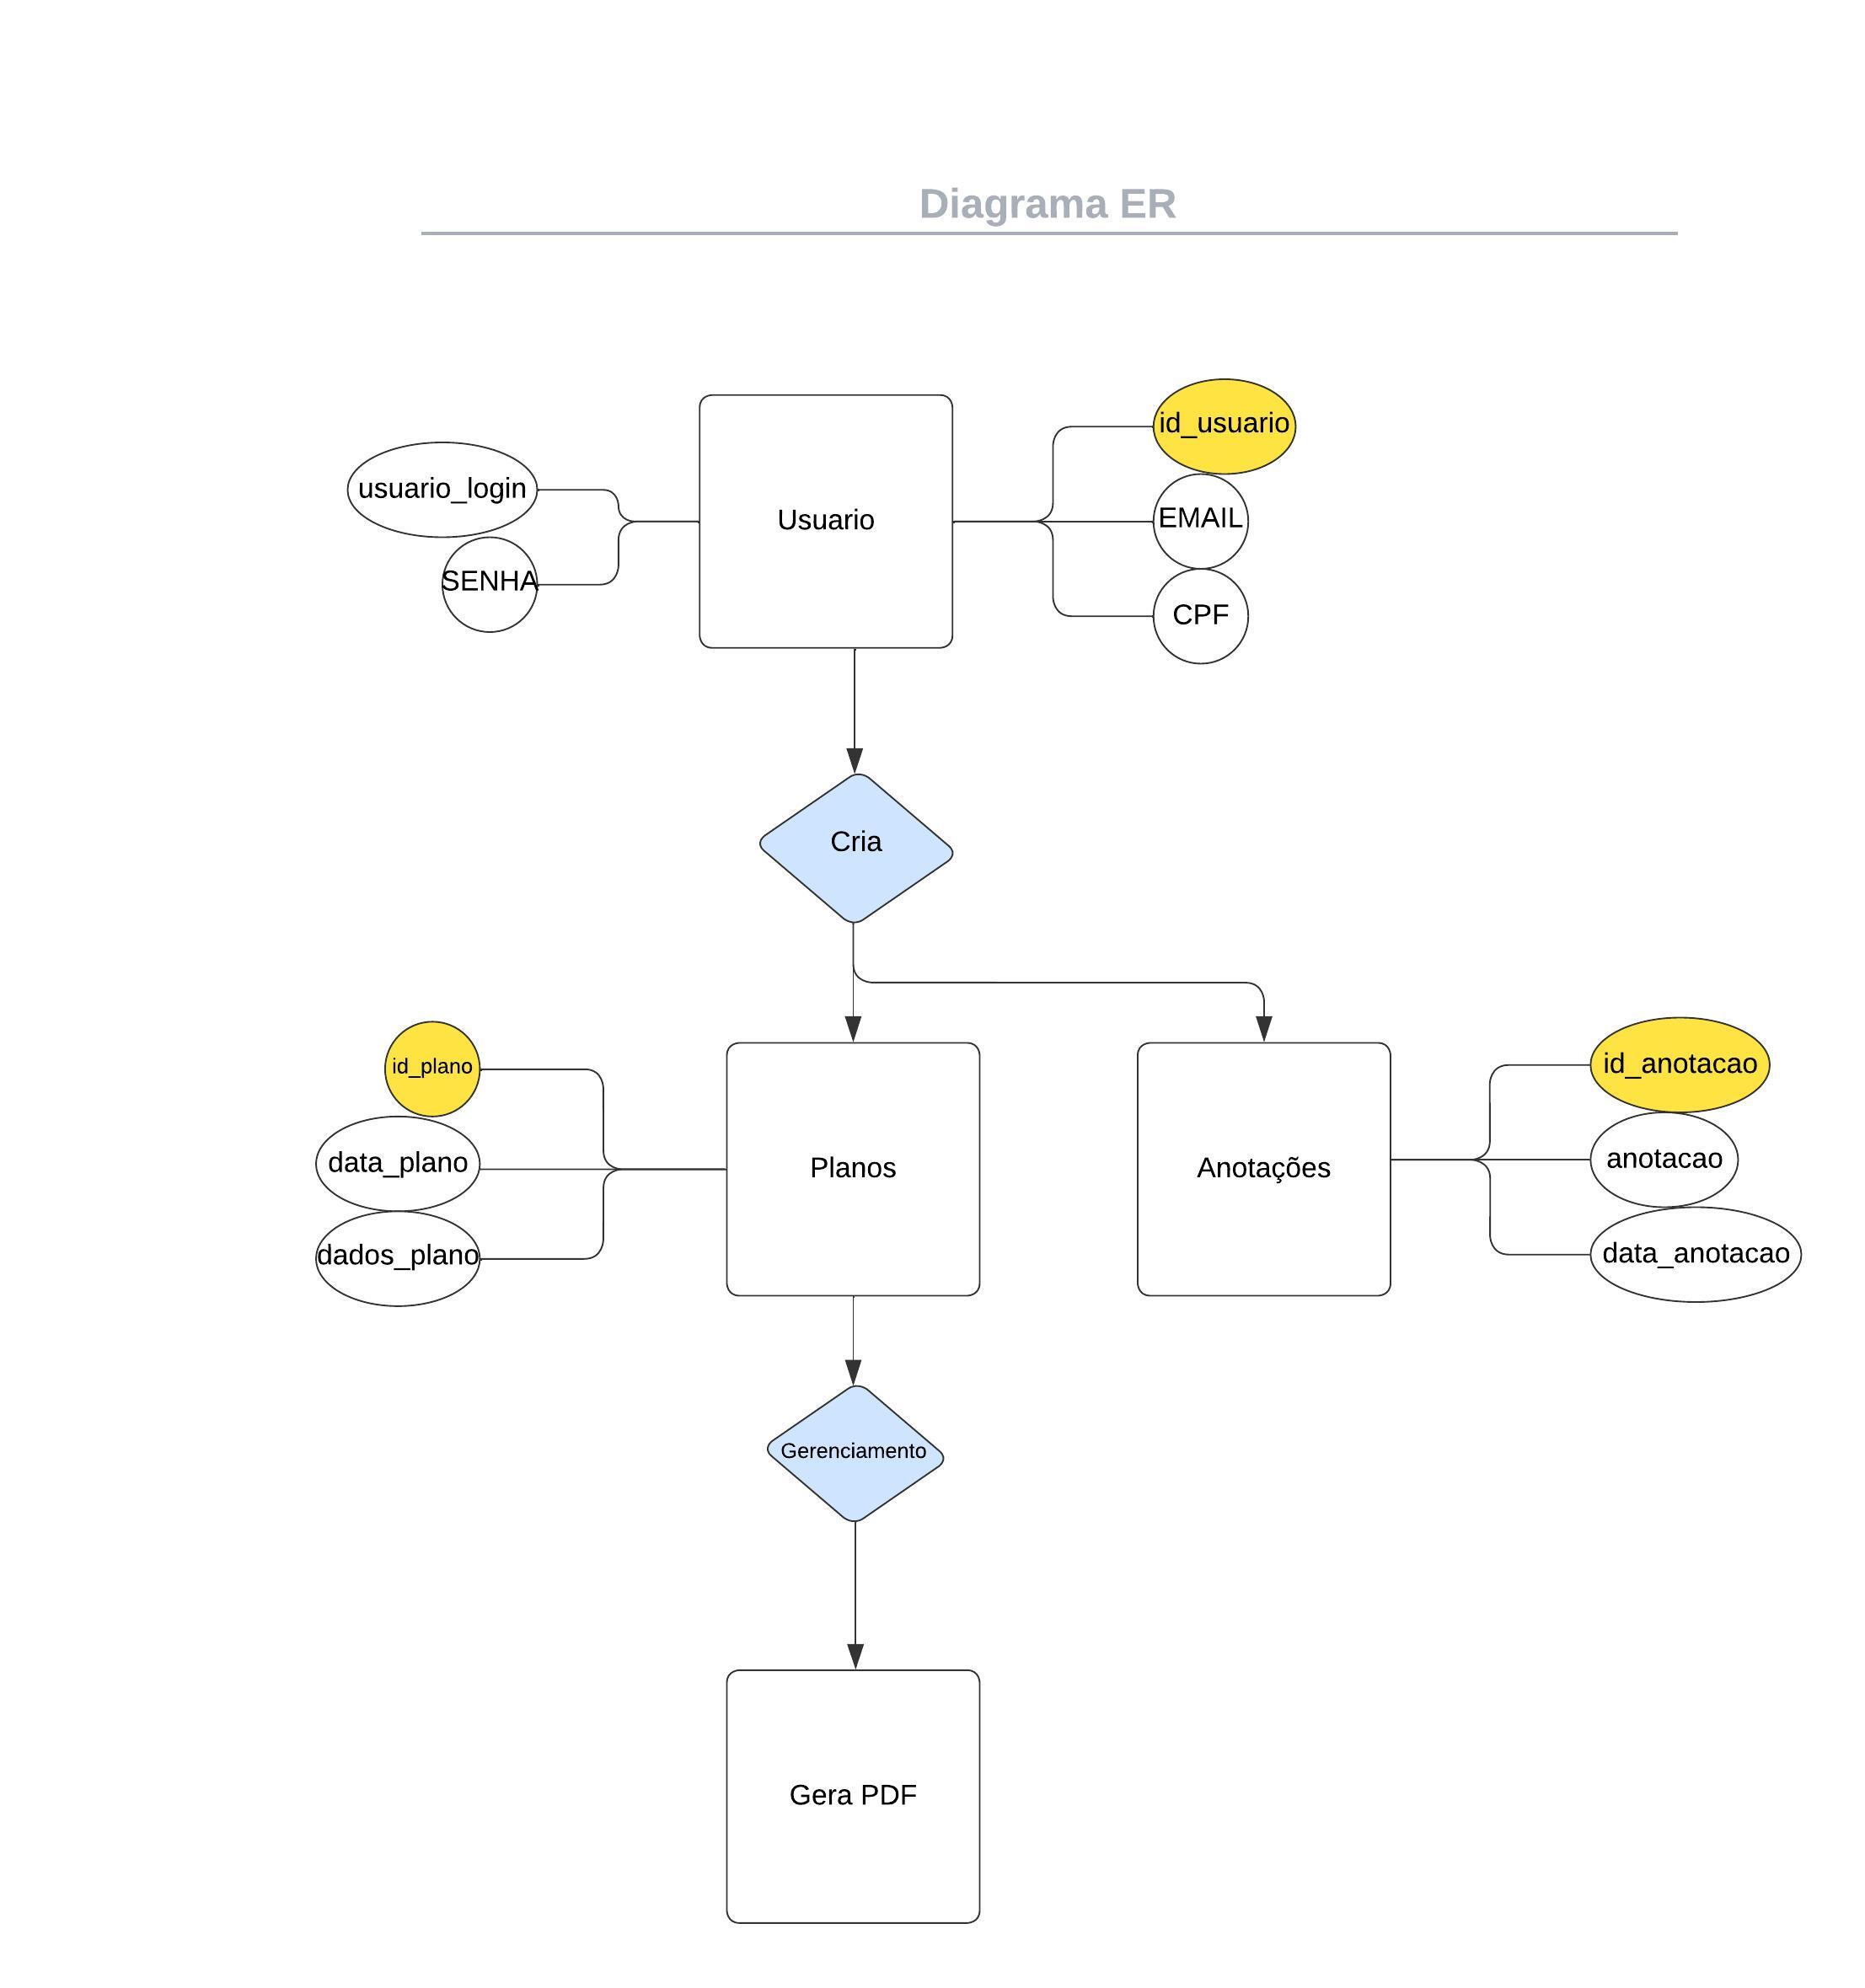 Diagrama ER
usuario_login
SENHA
Usuario
id_usuario
EMAIL
CPF
Cria
id_plano
data_plano
dados_plano
Planos
Anotações
id_anotacao
anotacao
data_anotacao
Gerenciamento
Gera PDF